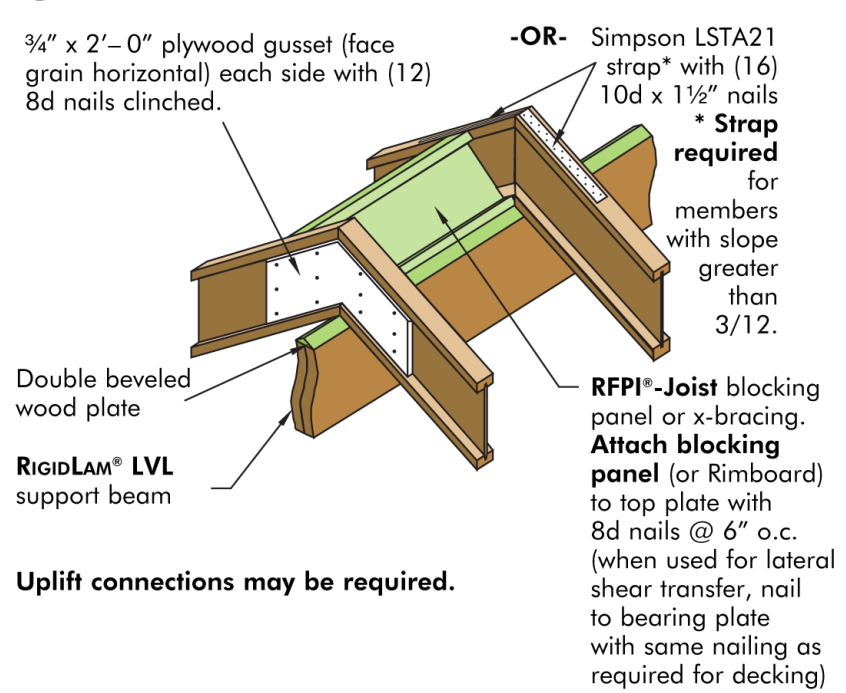 ¾" x 2'–0" plywood gusset (face
grain horizontal) each side with (12)
8d nails clinched.
-OR- Simpson LSTA21
strap* with (16)
10d x 1½" nails
* Strap
required
for
members
with slope
greater
than
3/12.
Double beveled
wood plate
RIGIDLAM® LVL
support beam
Uplift connections may be required.
RFPI®-Joist blocking
panel or x-bracing.
Attach blocking
panel (or Rimboard)
to top plate with
8d nails @ 6" o.c.
(when used for lateral
shear transfer, nail
to bearing plate
with same nailing as
required for decking)